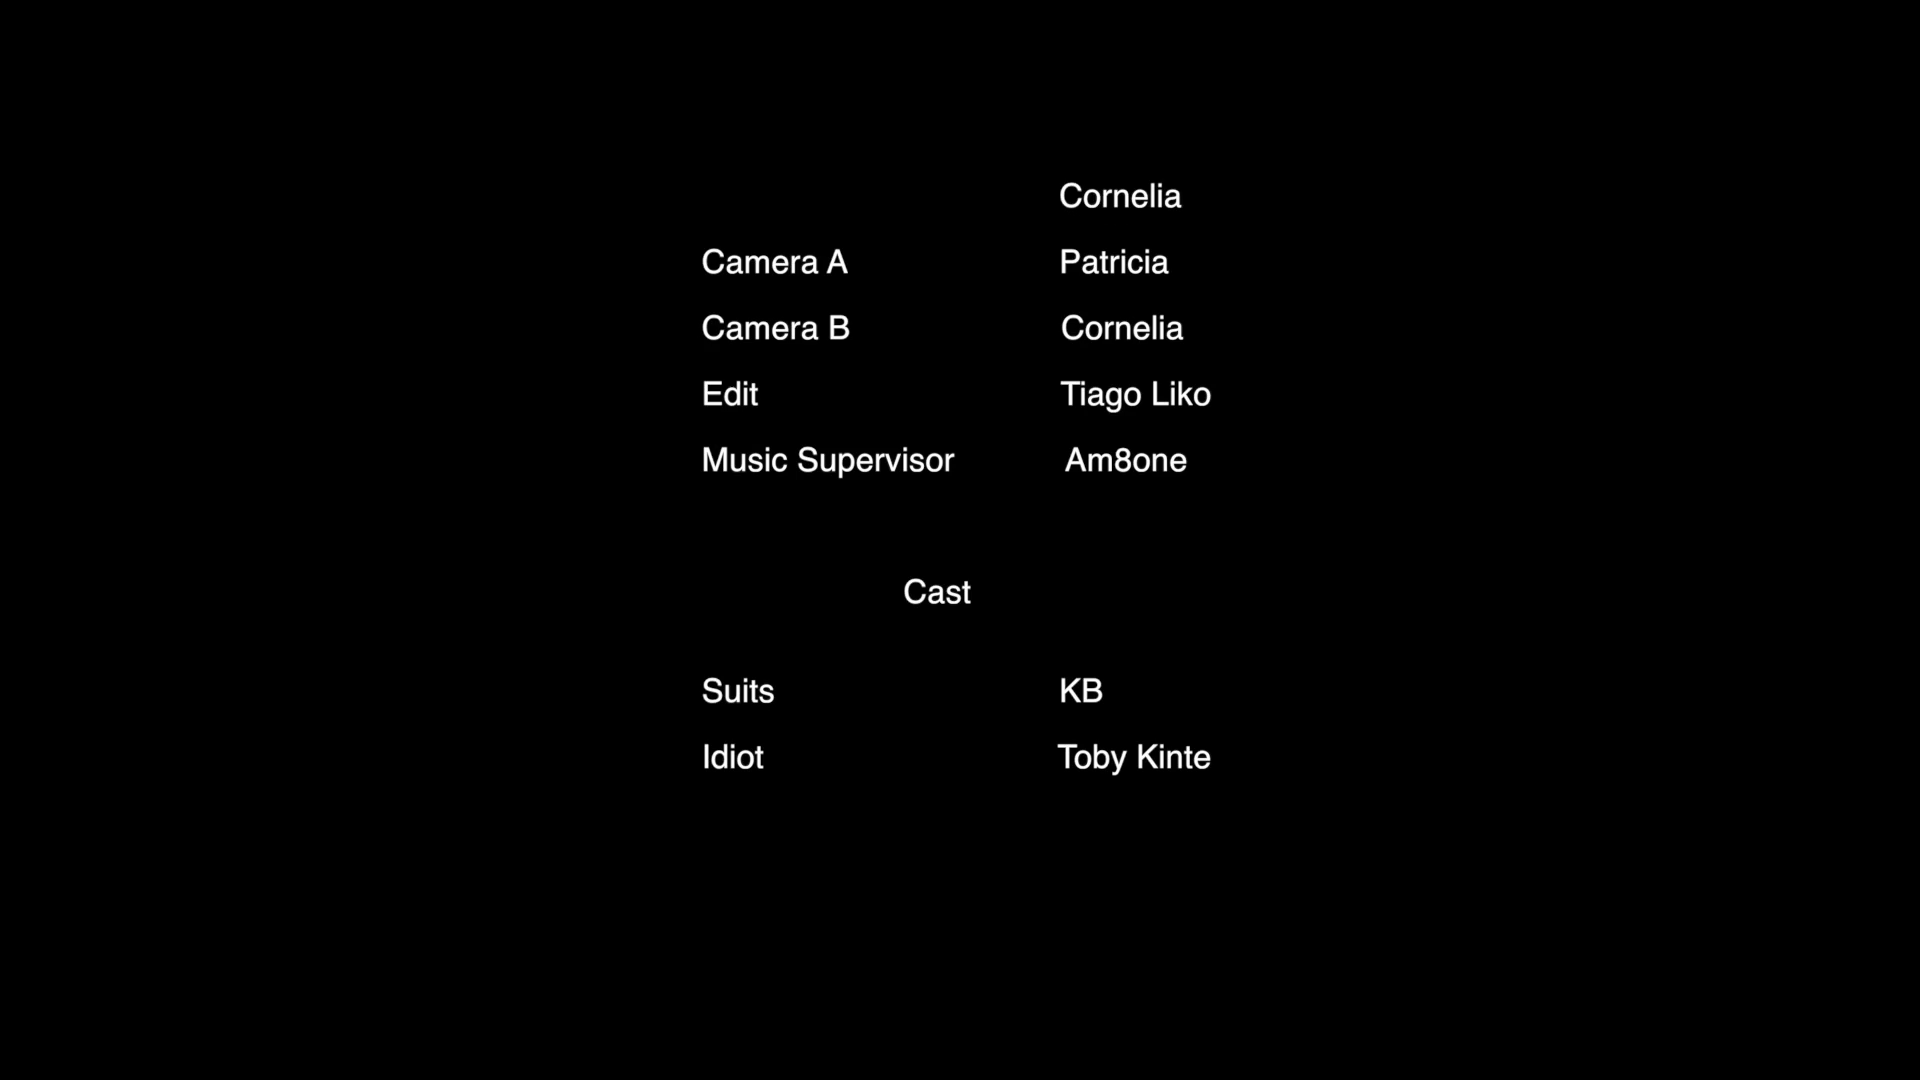 Cornelia
Camera A Patricia
Camera B Cornelia
Edit Tiago Liko
Music Supervisor Am8one
Cast
Suits KB
Idiot Toby Kinte